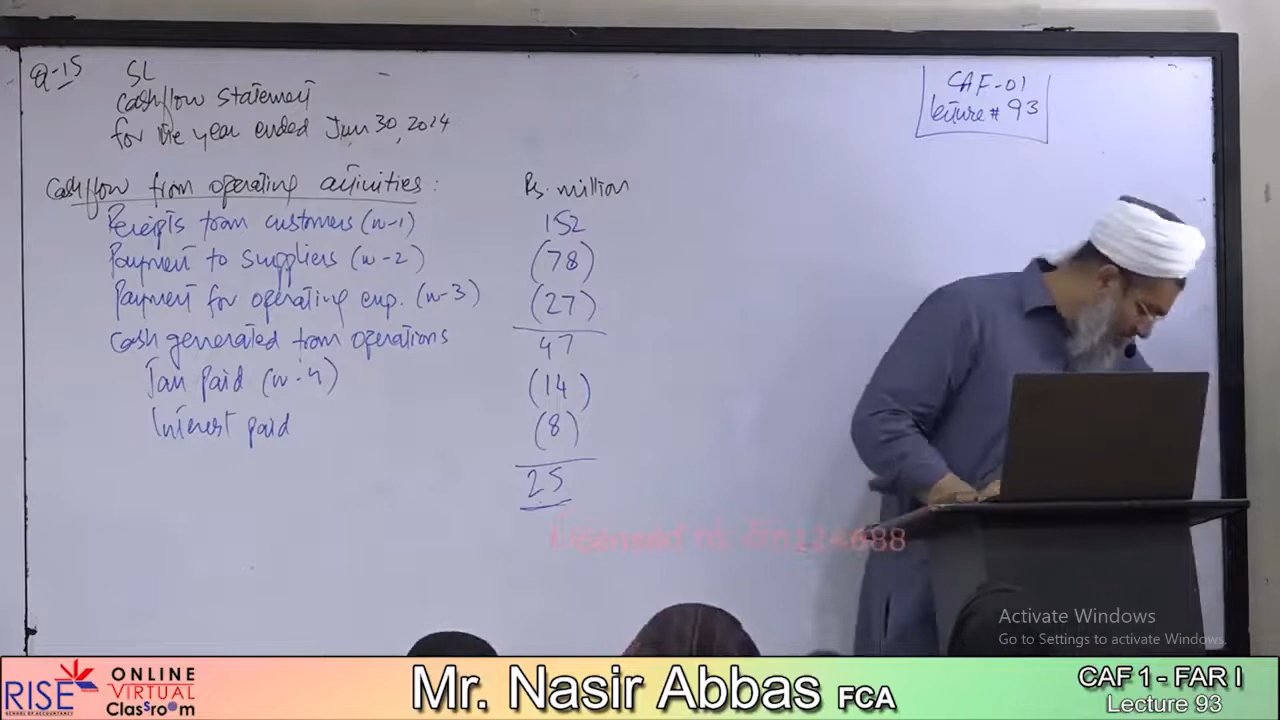 Q-15
SL
Cashflow statement
for the year ended Jun 30, 2014
CAF-01
lecture # 93
Cashflow from operating activities: Rs. million
Receipts from customers (w-1) 152
Payment to suppliers (w-2) (78)
Payment for operating exp. (w-3) (27)
Cash generated from operations 47
Tax Paid (w-4) (14)
Interest paid (8)
25
Activate Windows
Go to Settings to activate Windows.
RISE
SCHOOL OF ACCOUNTANCY
ONLINE
VIRTUAL
Classroom
Mr. Nasir Abbas FCA
CAF 1 - FAR I
Lecture 93